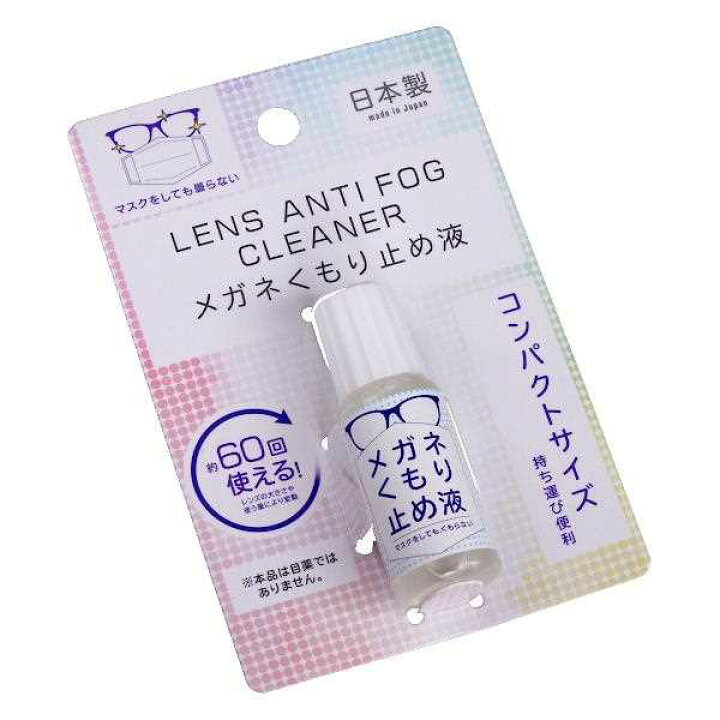 日本製
made in Japan
マスクをしても曇らない
LENS ANTI FOG
CLEANER
メガネくもり止め液
コンパクトサイズ
持ち運び便利
約60回
使える!
レンズの大きさや
使う量により変動
※本品は目薬では
ありません。
メガネ
くもり
止め液
マスクをしてもくもらない